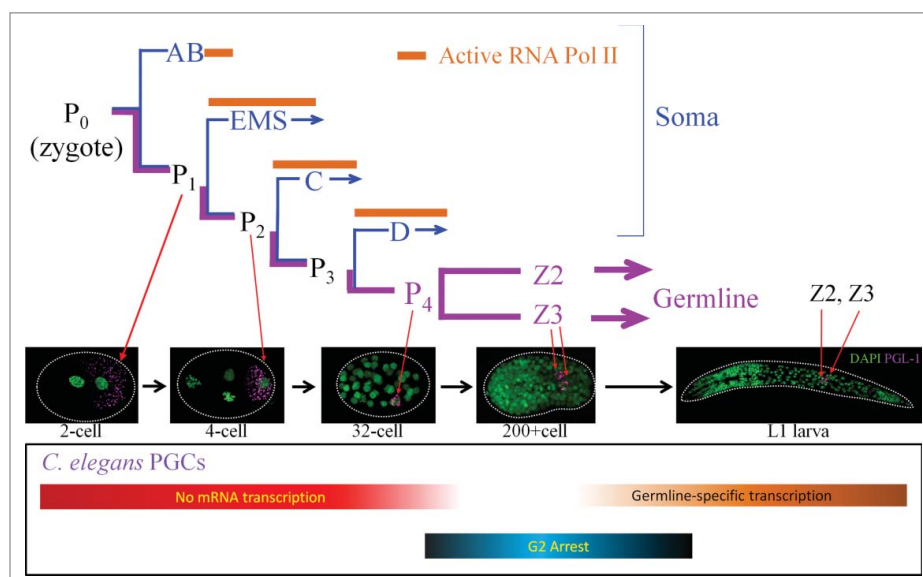 AB
Active RNA Pol II
EMS
Soma
P0
(zygote)
P1
C
P2
D
P3
Z2
P4
Germline
Z3
Z2, Z3
DAPI PGL-1
2-cell
4-cell
32-cell
200+cell
L1 larva
C. elegans PGCs
No mRNA transcription
Germline-specific transcription
G2 Arrest